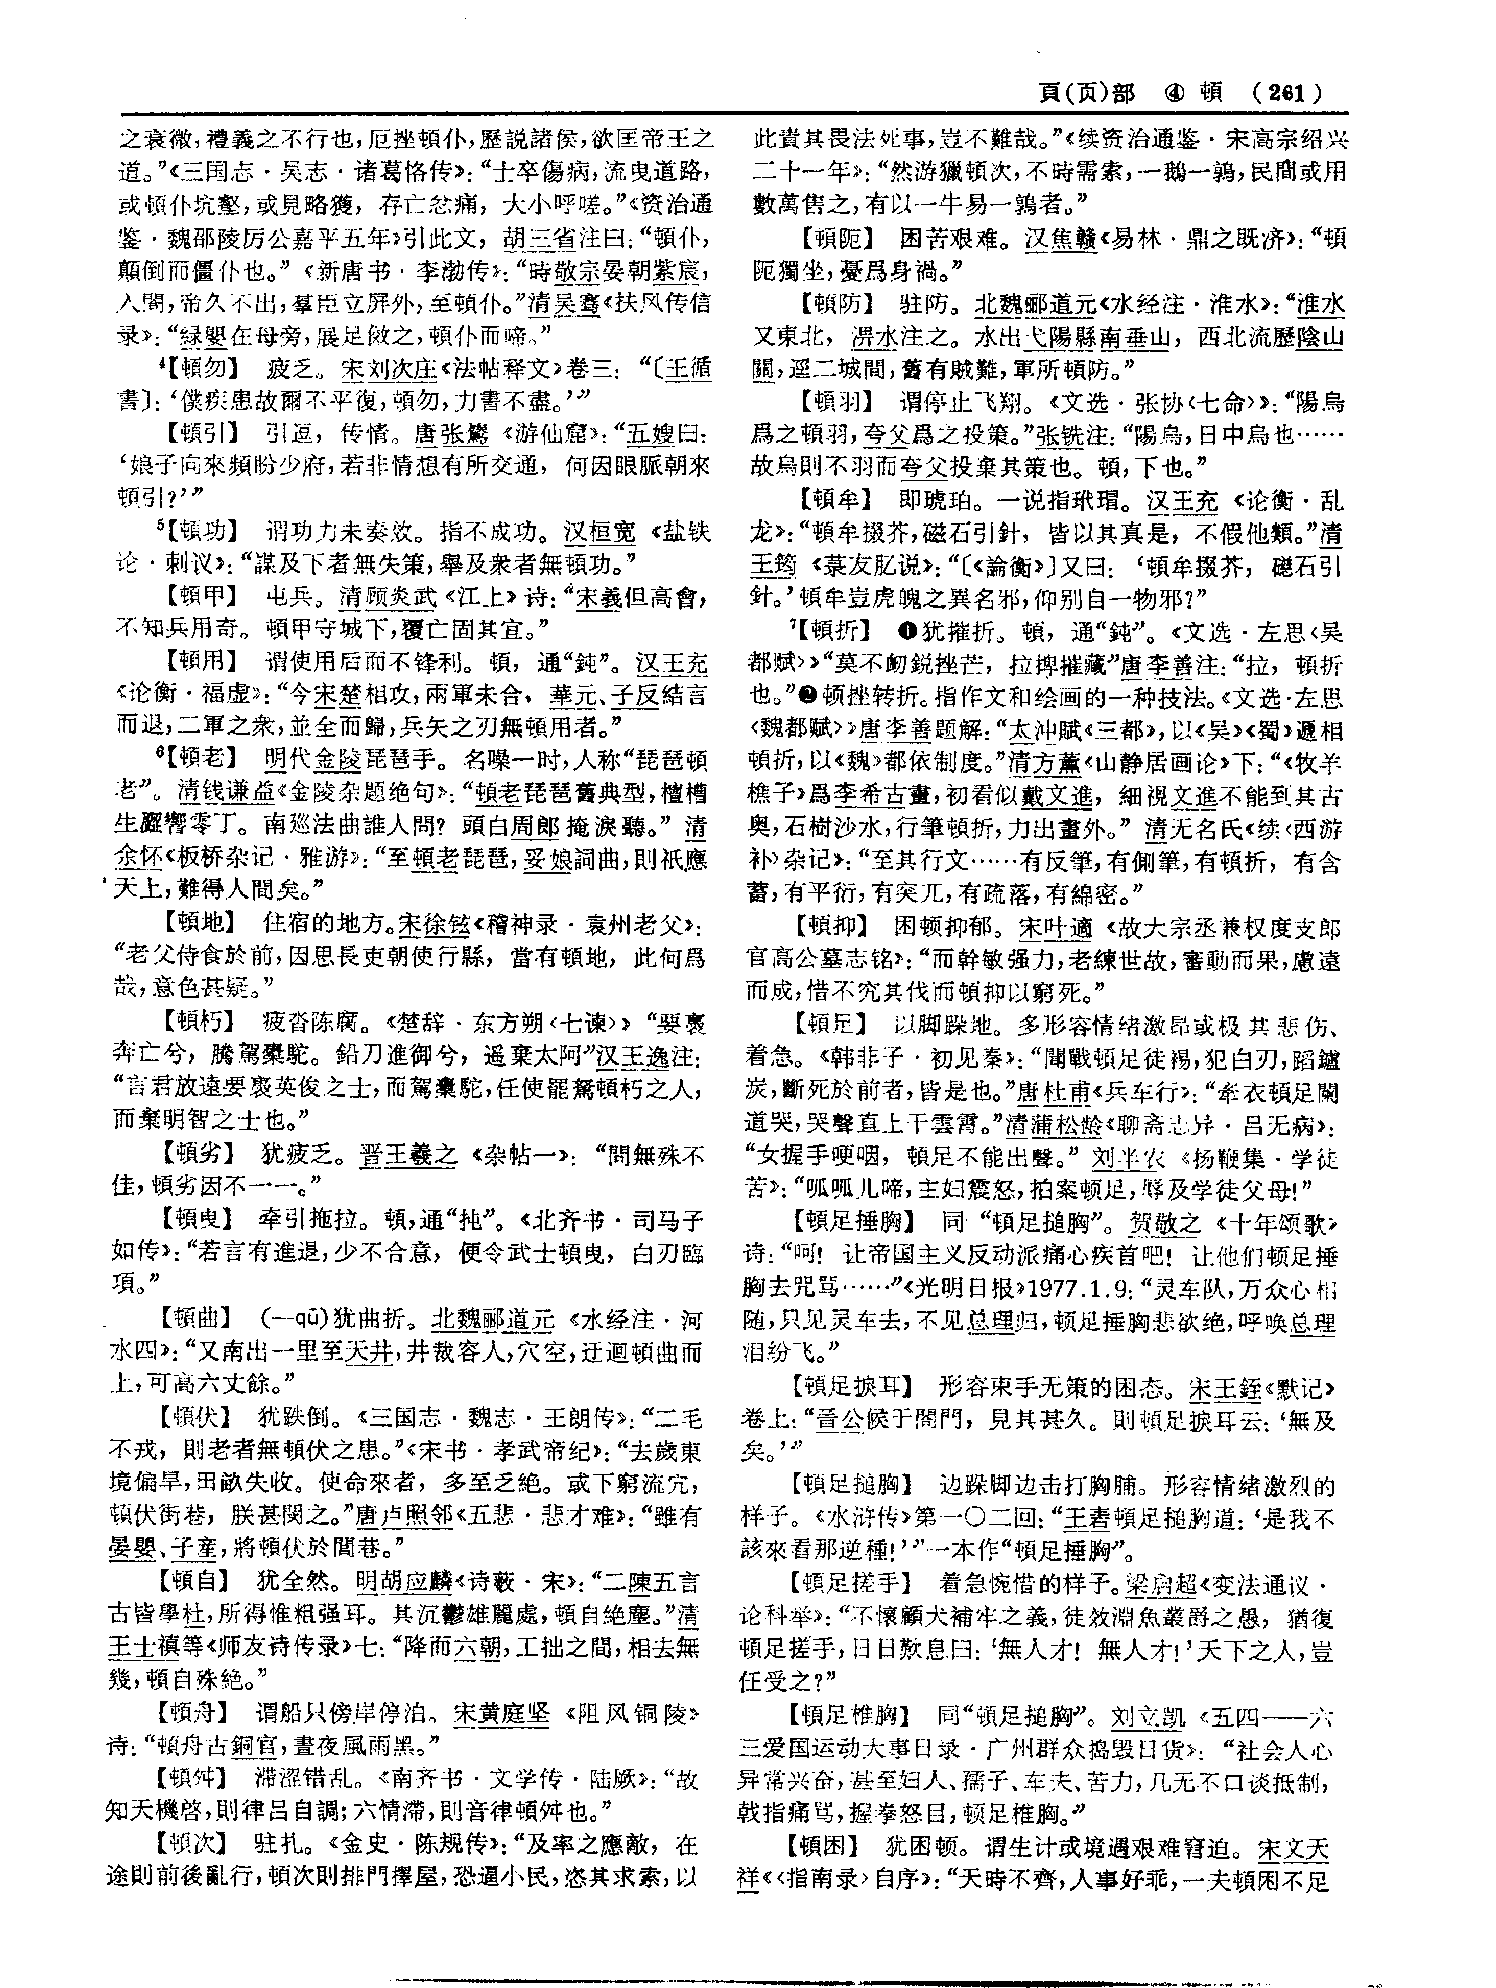 頁(页)部 ④ 頓 (261)
之衰微，禮義之不行也，厄挫頓仆，歷説諸侯，欲匡帝王之
道。”《三国志·吴志·诸葛恪传》：“士卒傷病，流曳道路，
或頓仆坑壑，或見略獲，存亡忿痛，大小呼嗟。”《资治通
鉴·魏邵陵厉公嘉平五年》引此文，胡三省注曰：“頓仆，
顛倒而僵仆也。”《新唐书·李渤传》：“時敬宗晏朝紫宸，
入閤，帝久不出，羣臣立屏外，至頓仆。”清吴骞《扶风传信
录》：“緑嬰在母旁，展足僛之，頓仆而啼。”
⁴【頓勿】 疲乏。宋刘次庄《法帖释文》卷三：“〔王循
書〕：‘僕疾患故爾不平復，頓勿，力書不盡。’”
【頓引】 引逗，传情。唐张鷟《游仙窟》：“五嫂曰：
‘娘子向來頻盼少府，若非情想有所交通，何因眼脈朝來
頓引？’”
⁵【頓功】 谓功力未奏效。指不成功。汉桓宽《盐铁
论·刺议》：“謀及下者無失策，舉及衆者無頓功。”
【頓甲】 屯兵。清顾炎武《江上》诗：“宋義但高會，
不知兵用奇。頓甲守城下，覆亡固其宜。”
【頓用】 谓使用后而不锋利。頓，通“鈍”。汉王充
《论衡·福虚》：“今宋楚相攻，兩軍未合，華元、子反結言
而退，二軍之衆，並全而歸，兵矢之刃無頓用者。”
⁶【頓老】 明代金陵琵琶手。名噪一时，人称“琵琶頓
老”。清钱谦益《金陵杂题绝句》：“頓老琵琶舊典型，檀槽
生澀響零丁。南巡法曲誰人問？頭白周郎掩淚聽。”清
余怀《板桥杂记·雅游》：“至頓老琵琶，妥娘詞曲，則祇應
天上，難得人間矣。”
【頓地】 住宿的地方。宋徐铉《稽神录·袁州老父》：
“老父侍食於前，因思長吏朝使行縣，當有頓地，此何爲
哉，意色甚疑。”
【頓朽】 疲沓陈腐。《楚辞·东方朔〈七谏〉》“要褭
奔亡兮，騰駕橐駝。鉛刀進御兮，遥棄太阿”汉王逸注：
“言君放遠要褭英俊之士，而駕橐駝，任使罷駑頓朽之人，
而棄明智之士也。”
【頓劣】 犹疲乏。晋王羲之《杂帖一》：“問無殊不
佳，頓劣因不一一。”
【頓曳】 牵引拖拉。頓，通“扽”。《北齐书·司马子
如传》：“若言有進退，少不合意，便令武士頓曳，白刃臨
項。”
【頓曲】 (—qū)犹曲折。北魏郦道元《水经注·河
水四》：“又南出一里至天井，井裁容人，穴空，迂迴頓曲而
上，可高六丈餘。”
【頓伏】 犹跌倒。《三国志·魏志·王朗传》：“二毛
不戎，則老者無頓伏之患。”《宋书·孝武帝纪》：“去歲東
境偏旱，田畝失收。使命來者，多至乏絶。或下窮流宂，
頓伏街巷，朕甚閔之。”唐卢照邻《五悲·悲才难》：“雖有
晏嬰、子產，將頓伏於閭巷。”
【頓自】 犹全然。明胡应麟《诗薮·宋》：“二陳五言
古皆學杜，所得惟粗强耳。其沉鬱雄麗處，頓自絶塵。”清
王士禛等《师友诗传录》七：“降而六朝，工拙之間，相去無
幾，頓自殊絶。”
【頓舟】 谓船只傍岸停泊。宋黄庭坚《阻风铜陵》
诗：“頓舟古銅官，晝夜風雨黑。”
【頓舛】 滞涩错乱。《南齐书·文学传·陆厥》：“故
知天機啓，則律吕自調；六情滯，則音律頓舛也。”
【頓次】 驻扎。《金史·陈规传》：“及率之應敵，在
途則前後亂行，頓次則排門擇屋，恐逼小民，恣其求索，以
此責其畏法死事，豈不難哉。”《续资治通鉴·宋高宗绍兴
二十一年》：“然游獵頓次，不時需索，一鵝一鶉，民間或用
數萬售之，有以一牛易一鶉者。”
【頓阨】 困苦艰难。汉焦赣《易林·鼎之既济》：“頓
阨獨坐，憂爲身禍。”
【頓防】 驻防。北魏郦道元《水经注·淮水》：“淮水
又東北，淠水注之。水出弋陽縣南垂山，西北流歷陰山
關，逕二城間，舊有賊難，軍所頓防。”
【頓羽】 谓停止飞翔。《文选·张协〈七命〉》：“陽烏
爲之頓羽，夸父爲之投策。”张铣注：“陽烏，日中烏也……
故烏則不羽而夸父投棄其策也。頓，下也。”
【頓牟】 即琥珀。一说指玳瑁。汉王充《论衡·乱
龙》：“頓牟掇芥，磁石引針，皆以其真是，不假他類。”清
王筠《菉友肊说》：“〔《論衡》〕又曰：‘頓牟掇芥，礠石引
針。’頓牟豈虎魄之異名邪，仰别自一物邪？”
⁷【頓折】 ❶犹摧折。頓，通“鈍”。《文选·左思〈吴
都赋〉》“莫不衂鋭挫芒，拉捭摧藏”唐李善注：“拉，頓折
也。”❷顿挫转折。指作文和绘画的一种技法。《文选·左思
〈魏都赋〉》唐李善题解：“太沖賦《三都》，以《吴》《蜀》遞相
頓折，以《魏》都依制度。”清方薰《山静居画论》下：“《牧羊
樵子》爲李希古畫，初看似戴文進，細視文進不能到其古
奥，石樹沙水，行筆頓折，力出畫外。”清无名氏《续〈西游
补〉杂记》：“至其行文……有反筆，有側筆，有頓折，有含
蓄，有平衍，有突兀，有疏落，有綿密。”
【頓抑】 困顿抑郁。宋叶適《故大宗丞兼权度支郎
官高公墓志铭》：“而幹敏强力，老練世故，審動而果，慮遠
而成，惜不究其伐而頓抑以窮死。”
【頓足】 以脚跺地。多形容情绪激昂或极其悲伤、
着急。《韩非子·初见秦》：“聞戰頓足徒裼，犯白刃，蹈鑪
炭，斷死於前者，皆是也。”唐杜甫《兵车行》：“牽衣頓足闌
道哭，哭聲直上干雲霄。”清蒲松龄《聊斋志异·吕无病》：
“女握手哽咽，頓足不能出聲。”刘半农《扬鞭集·学徒
苦》：“呱呱儿啼，主妇震怒，拍案顿足，辱及学徒父母！”
【頓足捶胸】 同“頓足搥胸”。贺敬之《十年颂歌》
诗：“呵！让帝国主义反动派痛心疾首吧！让他们顿足捶
胸去咒骂……”《光明日报》1977.1.9：“灵车队，万众心相
随，只见灵车去，不见总理归，顿足捶胸悲欲绝，呼唤总理
泪纷飞。”
【頓足捩耳】 形容束手无策的困态。宋王铚《默记》
卷上：“晋公候于閤門，見其甚久。則頓足捩耳云：‘無及
矣。’”
【頓足搥胸】 边跺脚边击打胸脯。形容情绪激烈的
样子。《水浒传》第一〇二回：“王砉頓足搥胸道：‘是我不
該來看那逆種！’”一本作“頓足捶胸”。
【頓足搓手】 着急惋惜的样子。梁启超《变法通议·
论科举》：“不懷顧犬補牢之義，徒效淵魚叢爵之愚，猶復
頓足搓手，日日歎息曰：‘無人才！無人才！’天下之人，豈
任受之？”
【頓足椎胸】 同“頓足搥胸”。刘立凯《五四——六
三爱国运动大事日录·广州群众捣毁日货》：“社会人心
异常兴奋，甚至妇人、孺子、车夫、苦力，几无不口谈抵制，
戟指痛骂，握拳怒目，顿足椎胸。”
【頓困】 犹困顿。谓生计或境遇艰难窘迫。宋文天
祥《〈指南录〉自序》：“天時不齊，人事好乖，一夫頓困不足